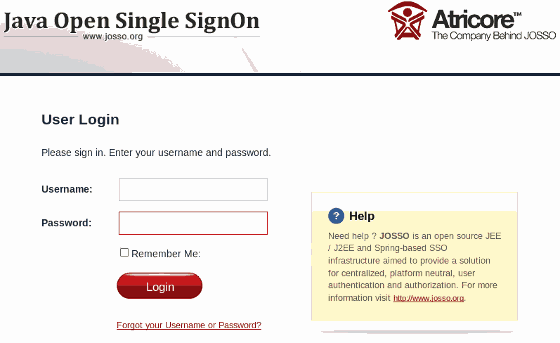 Java Open Single SignOn
www.josso.org
Atricore™
The Company Behind JOSSO
User Login
Please sign in. Enter your username and password.
Username:
Password:
Remember Me:
Login
Forgot your Username or Password?
? Help
Need help ? JOSSO is an open source JEE
/ J2EE and Spring-based SSO
infrastructure aimed to provide a solution
for centralized, platform neutral, user
authentication and authorization. For more
information visit http://www.josso.org.